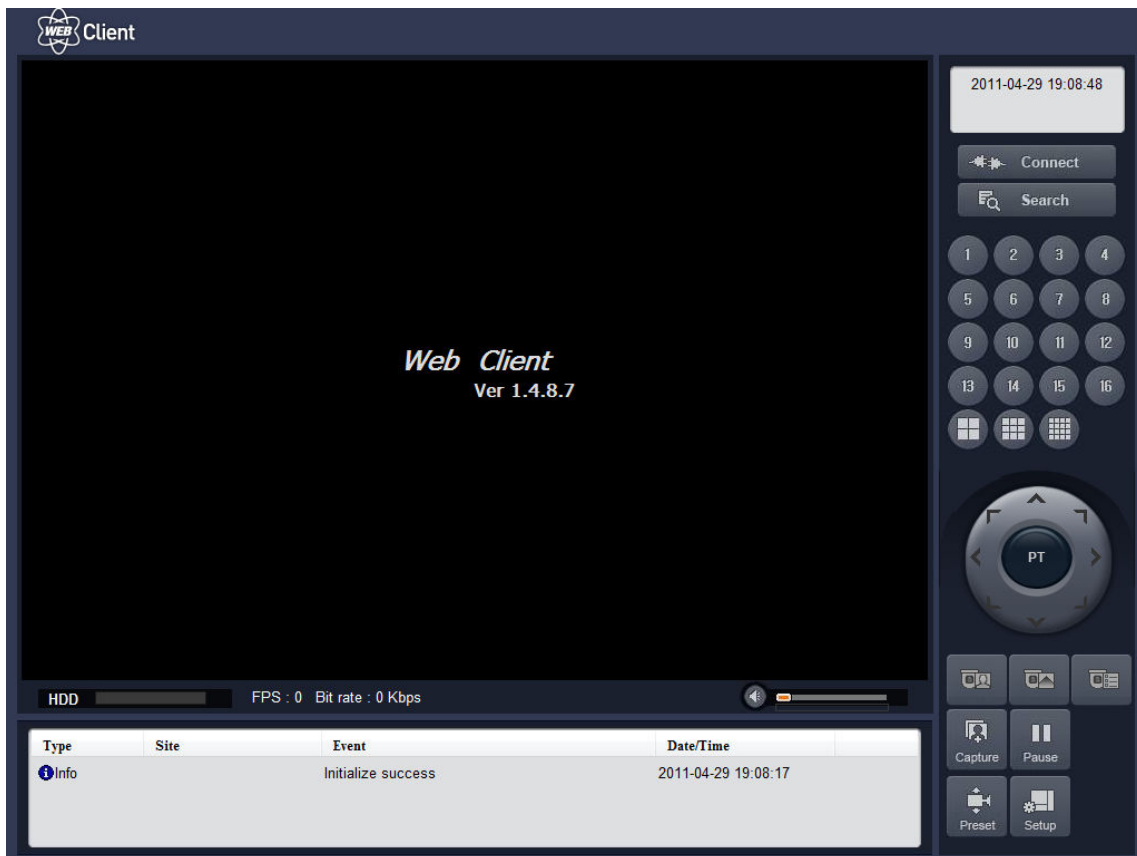 WEB Client
2011-04-29 19:08:48
Connect
Search
1 2 3 4
5 6 7 8
9 10 11 12
13 14 15 16
Web Client
Ver 1.4.8.7
PT
HDD FPS : 0 Bit rate : 0 Kbps
Capture Pause
Preset Setup
Type Site Event Date/Time
Info Initialize success 2011-04-29 19:08:17